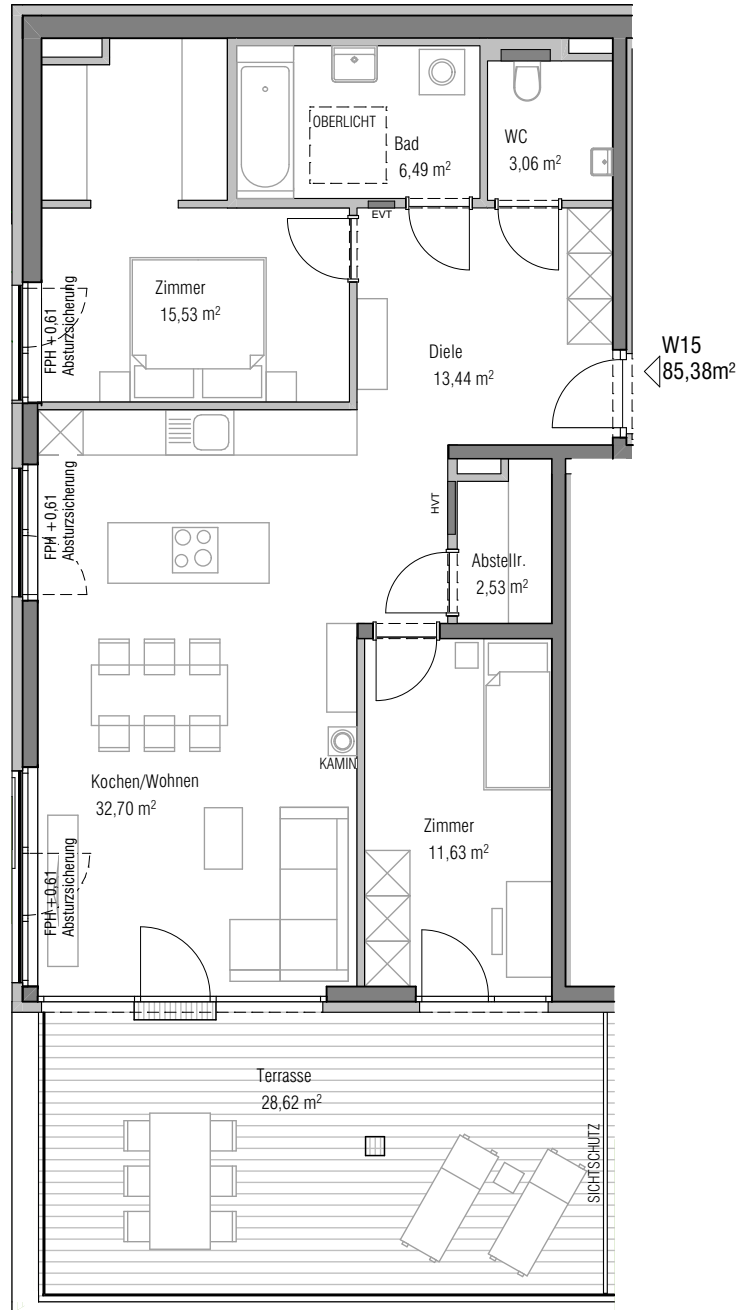 OBERLICHT
Bad
6,49 m²
WC
3,06 m²
EVT
Zimmer
15,53 m²
FPH +0,61
Absturzsicherung
Diele
13,44 m²
W15
85,38m²
FPH +0,61
Absturzsicherung
HVT
Abstellr.
2,53 m²
KAMIN
Kochen/Wohnen
32,70 m²
Zimmer
11,63 m²
FPH +0,61
Absturzsicherung
Terrasse
28,62 m²
SICHTSCHUTZ